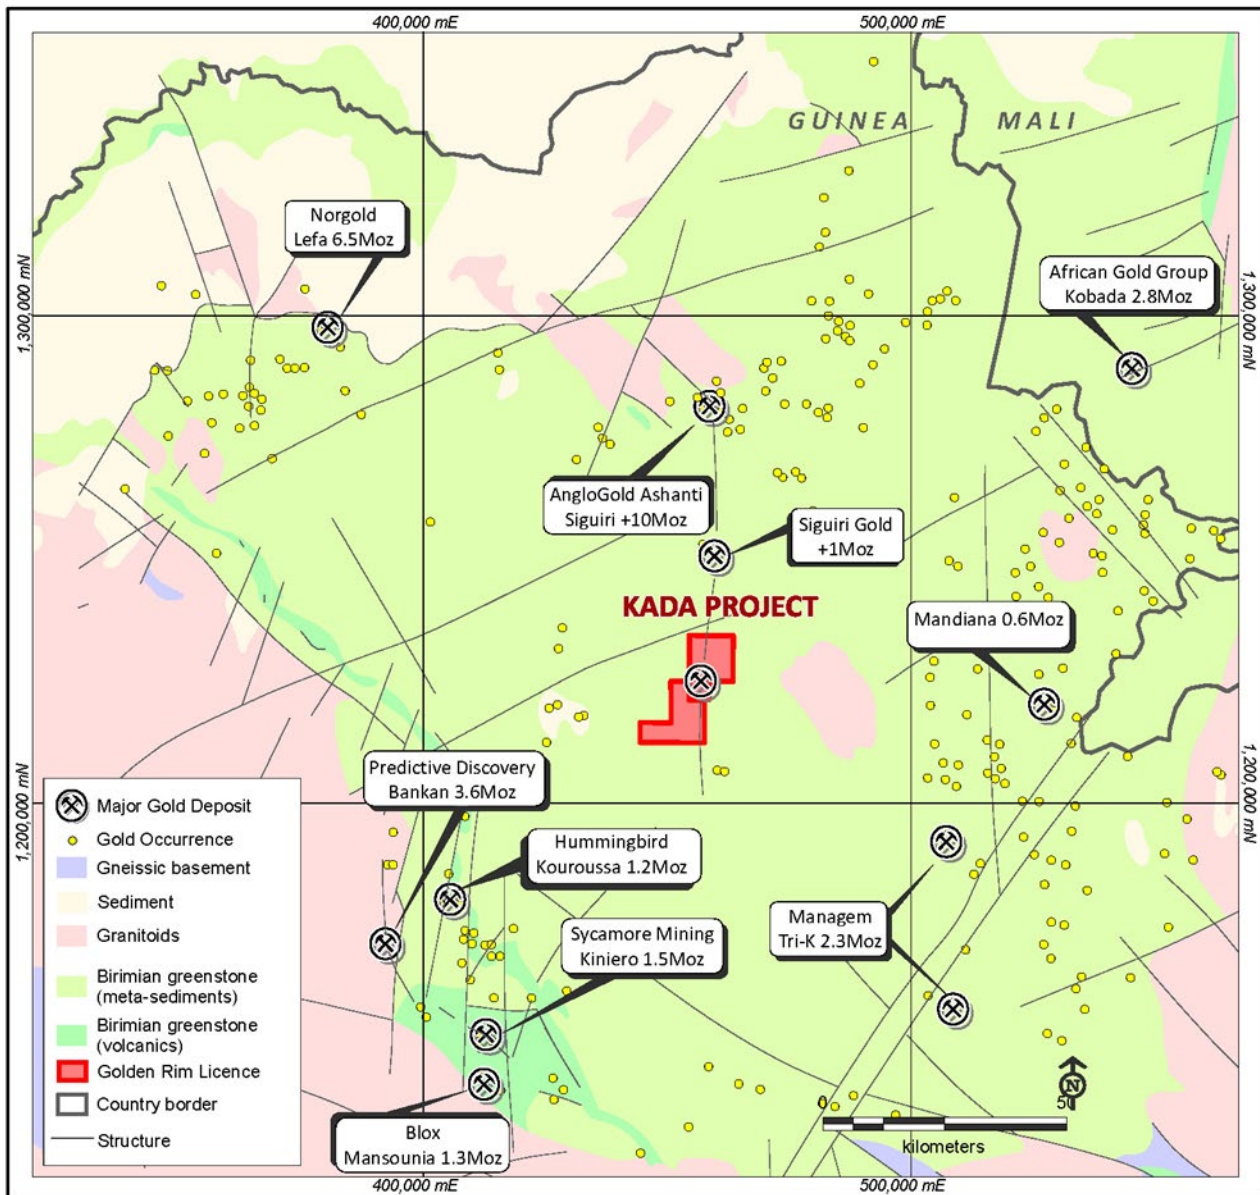 400,000 mE
500,000 mE
GUINEA
MALI
Norgold
Lefa 6.5Moz
African Gold Group
Kobada 2.8Moz
1,300,000 mN
1,300,000 mN
AngloGold Ashanti
Siguiri +10Moz
Siguiri Gold
+1Moz
KADA PROJECT
Mandiana 0.6Moz
Predictive Discovery
Bankan 3.6Moz
1,200,000 mN
1,200,000 mN
Hummingbird
Kouroussa 1.2Moz
Managem
Tri-K 2.3Moz
Sycamore Mining
Kiniero 1.5Moz
Blox
Mansounia 1.3Moz
Major Gold Deposit
Gold Occurrence
Gneissic basement
Sediment
Granitoids
Birimian greenstone
(meta-sediments)
Birimian greenstone
(volcanics)
Golden Rim Licence
Country border
Structure
N
0 50
kilometers
400,000 mE
500,000 mE